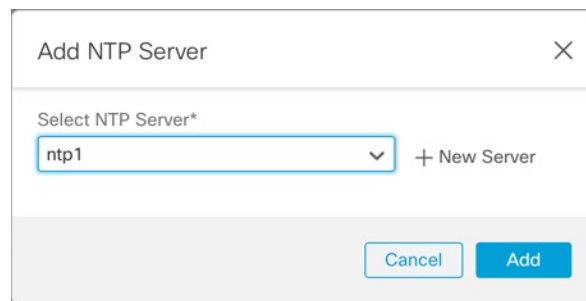 Add NTP Server
Select NTP Server*
ntp1
+ New Server
Cancel
Add